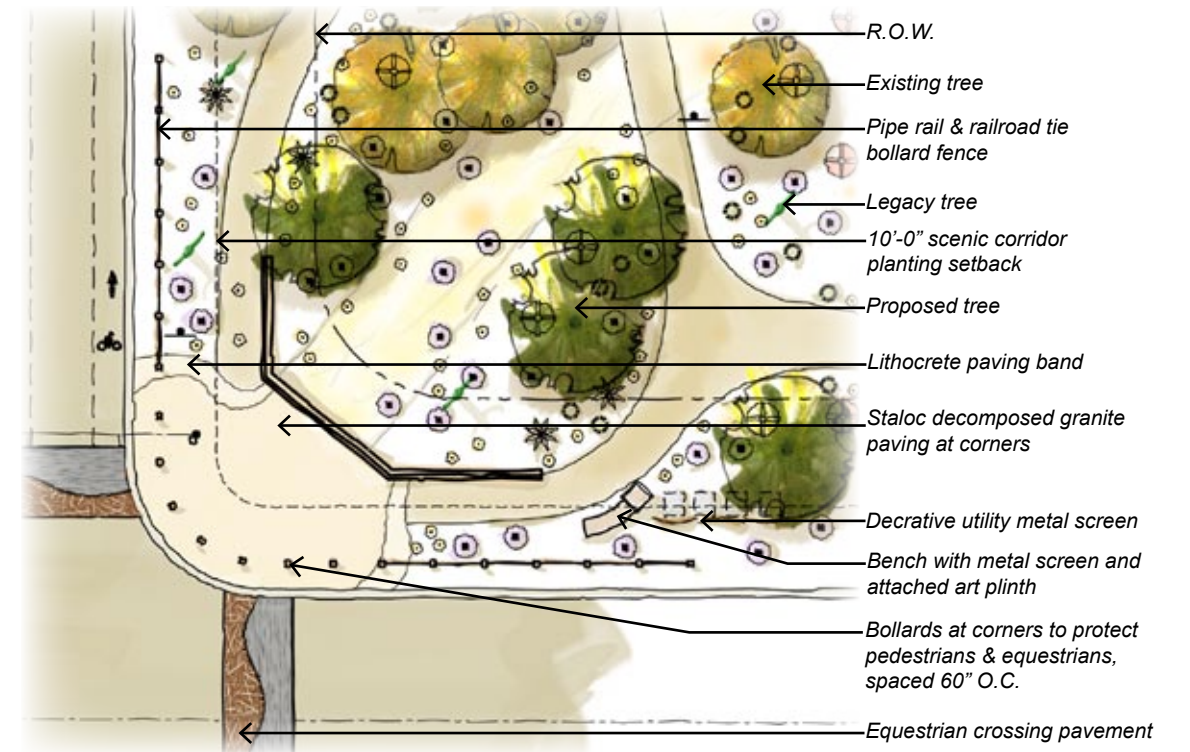 R.O.W.
Existing tree
Pipe rail & railroad tie
bollard fence
Legacy tree
10’-0” scenic corridor
planting setback
Proposed tree
Lithocrete paving band
Staloc decomposed granite
paving at corners
Decrative utility metal screen
Bench with metal screen and
attached art plinth
Bollards at corners to protect
pedestrians & equestrians,
spaced 60” O.C.
Equestrian crossing pavement